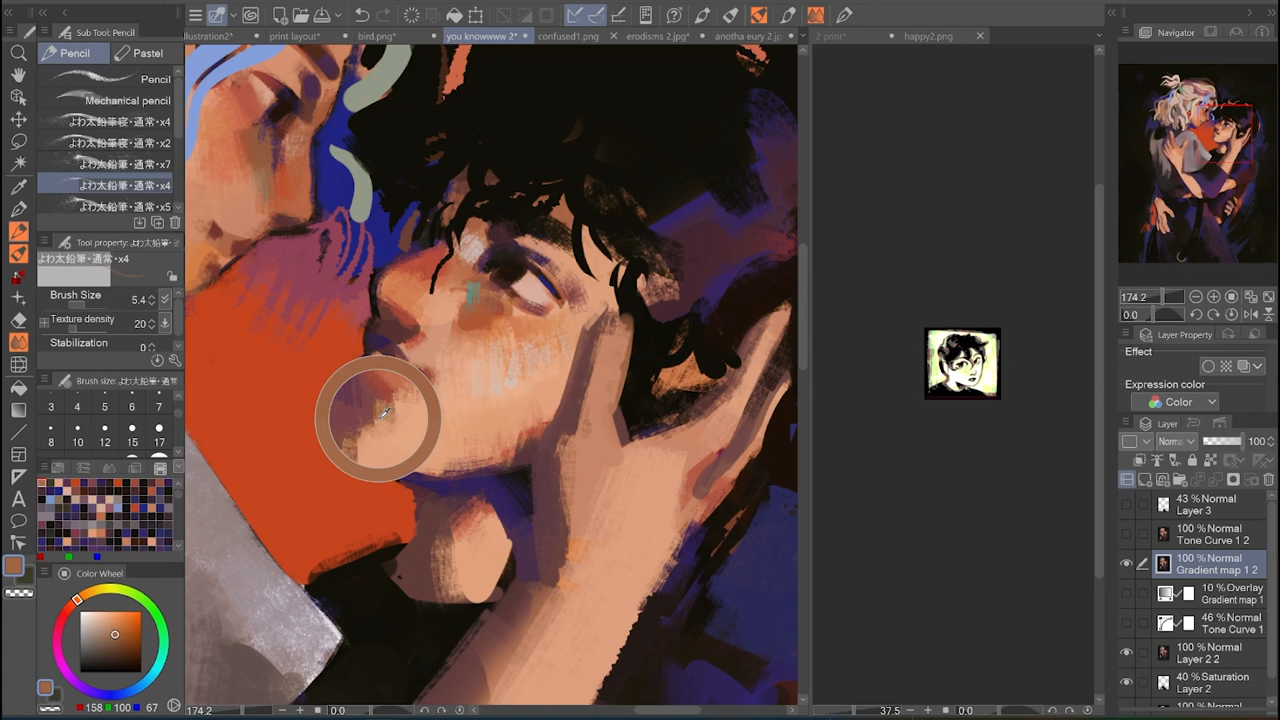 Sub Tool: Pencil
Pencil
Pastel
Pencil
Mechanical pencil
よわ太鉛筆寝・通常・x4
よわ太鉛筆・通常・x2
よわ太鉛筆・通常・x7
よわ太鉛筆・通常・x4
よわ太鉛筆・通常・x5
Tool property: よわ太鉛筆・
よわ太鉛筆・通常・x4
Brush Size
5.4
Texture density
20
Stabilization
0
Brush size: よわ太鉛筆・通常
3
4
5
6
7
8
10
12
15
17
Color Wheel
158
100
67
illustration2*
print layout*
bird.png*
you knowwww 2*
confused1.png
erodisms 2.jpg*
anotha eury 2.jp
2 print*
happy2.png
174.2
0.0
37.5
0.0
Navigator
174.2
0.0
Layer Property
Effect
Expression color
Color
Layer
Norma
100
43 % Normal
Layer 3
100 % Normal
Tone Curve 1 2
100 % Normal
Gradient map 1 2
10 % Overlay
Gradient map 1
46 % Normal
Tone Curve 1
100 % Normal
Layer 2 2
40 % Saturation
Layer 2